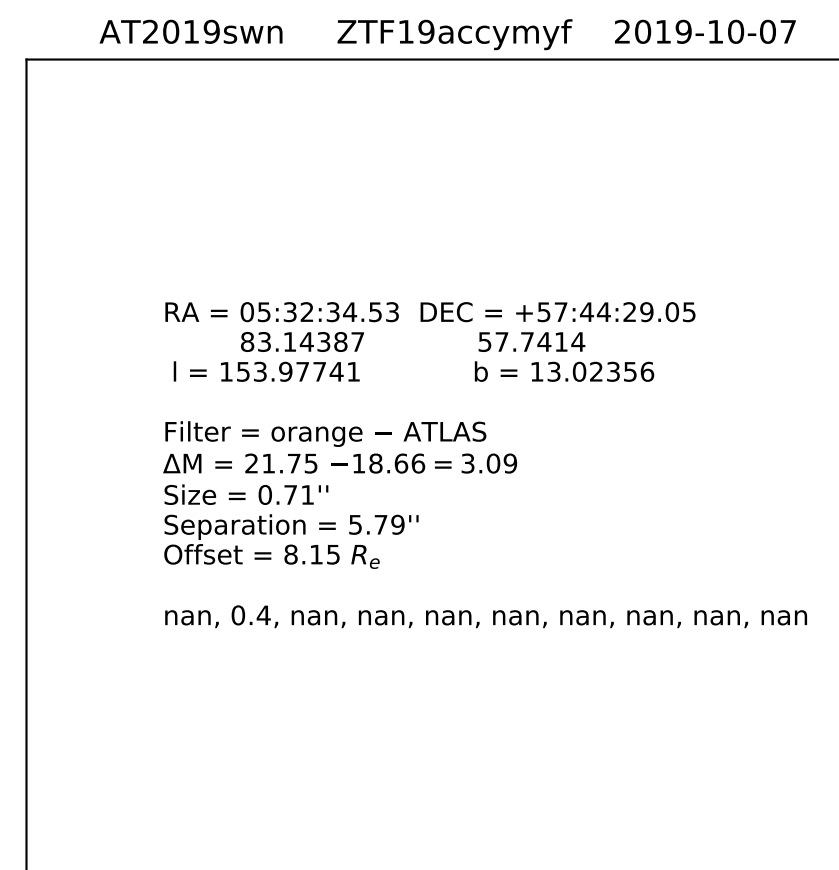 AT2019swn ZTF19accymyf 2019-10-07
RA = 05:32:34.53 DEC = +57:44:29.05
83.14387 57.7414
l = 153.97741 b = 13.02356
Filter = orange − ATLAS
ΔM = 21.75 −18.66 = 3.09
Size = 0.71''
Separation = 5.79''
Offset = 8.15 Re
nan, 0.4, nan, nan, nan, nan, nan, nan, nan, nan